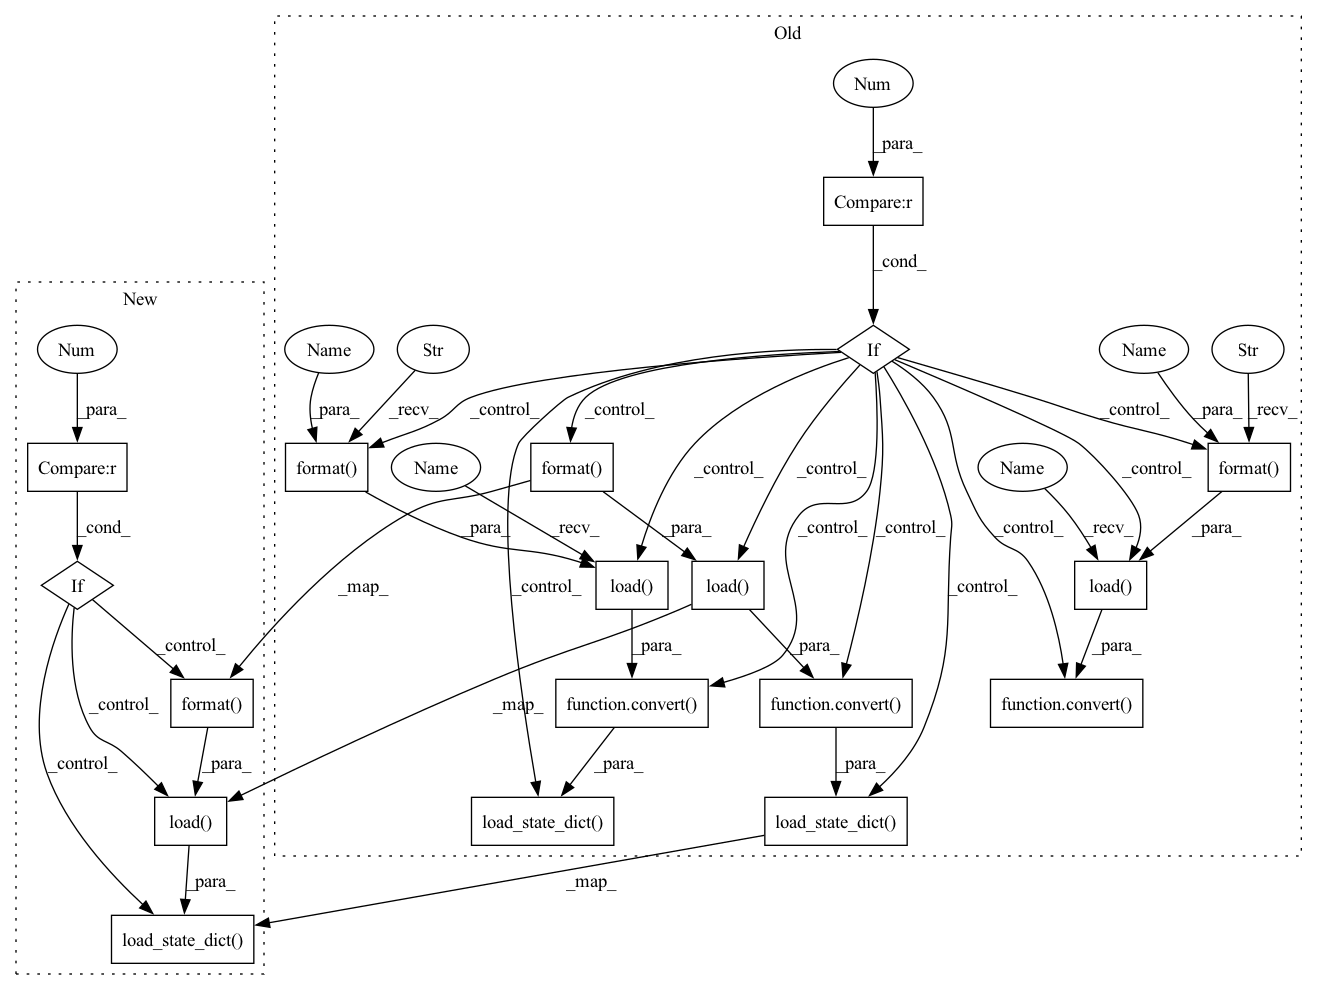 Old
Num
_para_
Compare:r
_cond_
New
Num
Name
Str
If
Name
Str
_para_
_para_
_recv_
_control_
_control_
_control_
_para_
_recv_
Compare:r
format()
Name
format()
_control_
_control_
Name
_control_
format()
_cond_
_para_
_recv_
_para_
_control_
_control_
_control_
_recv_
_para_
If
_map_
_control_
load()
load()
_control_
load()
_control_
_para_
_para_
_para_
format()
_control_
_map_
function.convert()
function.convert()
function.convert()
_control_
_para_
_para_
_para_
load()
load_state_dict()
load_state_dict()
_para_
_map_
load_state_dict()